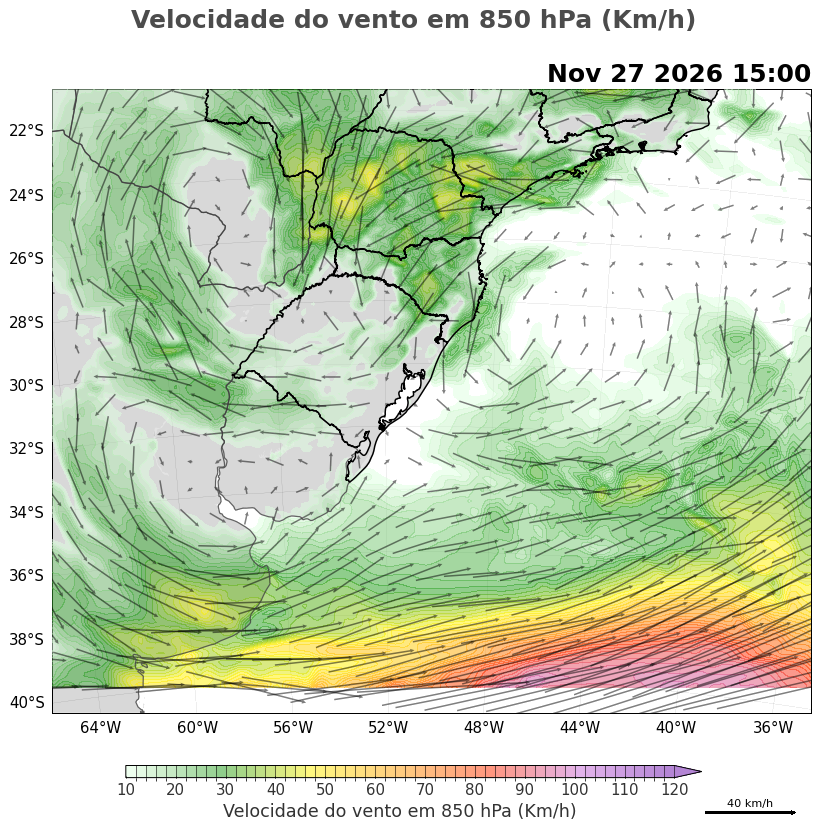 Velocidade do vento em 850 hPa (Km/h)
Nov 27 2026 15:00
22°S
24°S
26°S
28°S
30°S
32°S
34°S
36°S
38°S
40°S
64°W 60°W 56°W 52°W 48°W 44°W 40°W 36°W
10 20 30 40 50 60 70 80 90 100 110 120
Velocidade do vento em 850 hPa (Km/h)
40 km/h